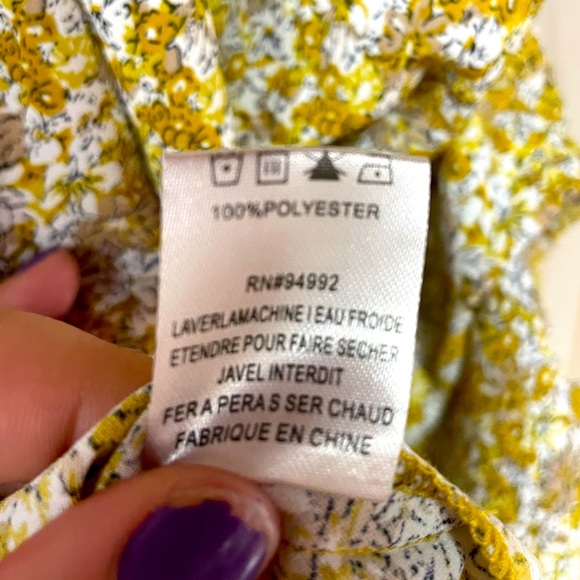 100%POLYESTER
RN#94992
LAVERLAMACHINE I EAU FROIDE
ETENDRE POUR FAIRE SECHER
JAVEL INTERDIT
FER A PERA S SER CHAUD
FABRIQUE EN CHINE